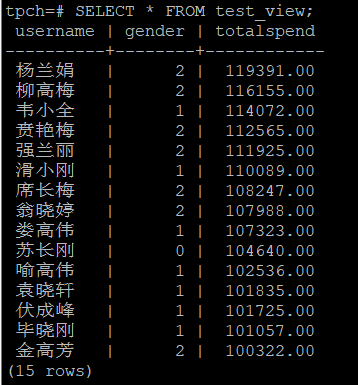 tpch=# SELECT * FROM test_view;
username | gender | totalspend
----------+--------+------------
杨兰娟 | 2 | 119391.00
柳高梅 | 2 | 116155.00
韦小全 | 1 | 114072.00
贲艳梅 | 2 | 112565.00
强兰丽 | 2 | 111925.00
滑小刚 | 1 | 110089.00
席长梅 | 2 | 108247.00
翁晓婷 | 2 | 107988.00
娄高伟 | 1 | 107323.00
苏长刚 | 0 | 104640.00
喻高伟 | 1 | 102536.00
袁晓轩 | 1 | 101835.00
伏成峰 | 1 | 101725.00
毕晓刚 | 1 | 101057.00
金高芳 | 2 | 100322.00
(15 rows)